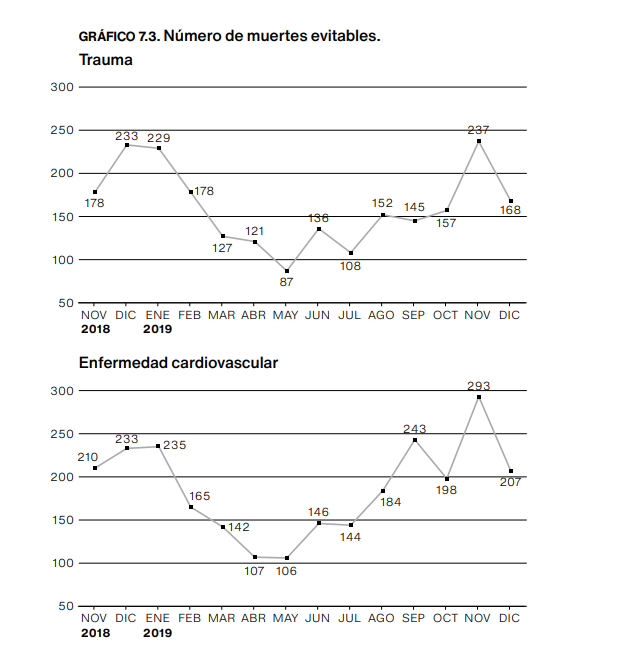 GRÁFICO 7.3. Número de muertes evitables.
Trauma
300
250
233 229 237
200
178 178
152 145 157 168
150
127 121 136
108
100
87
50
NOV DIC ENE FEB MAR ABR MAY JUN JUL AGO SEP OCT NOV DIC
2018 2019
Enfermedad cardiovascular
300
293
250
210 233 235 243
200
165 184 198 207
150
142 146 144
100
107 106
50
NOV DIC ENE FEB MAR ABR MAY JUN JUL AGO SEP OCT NOV DIC
2018 2019